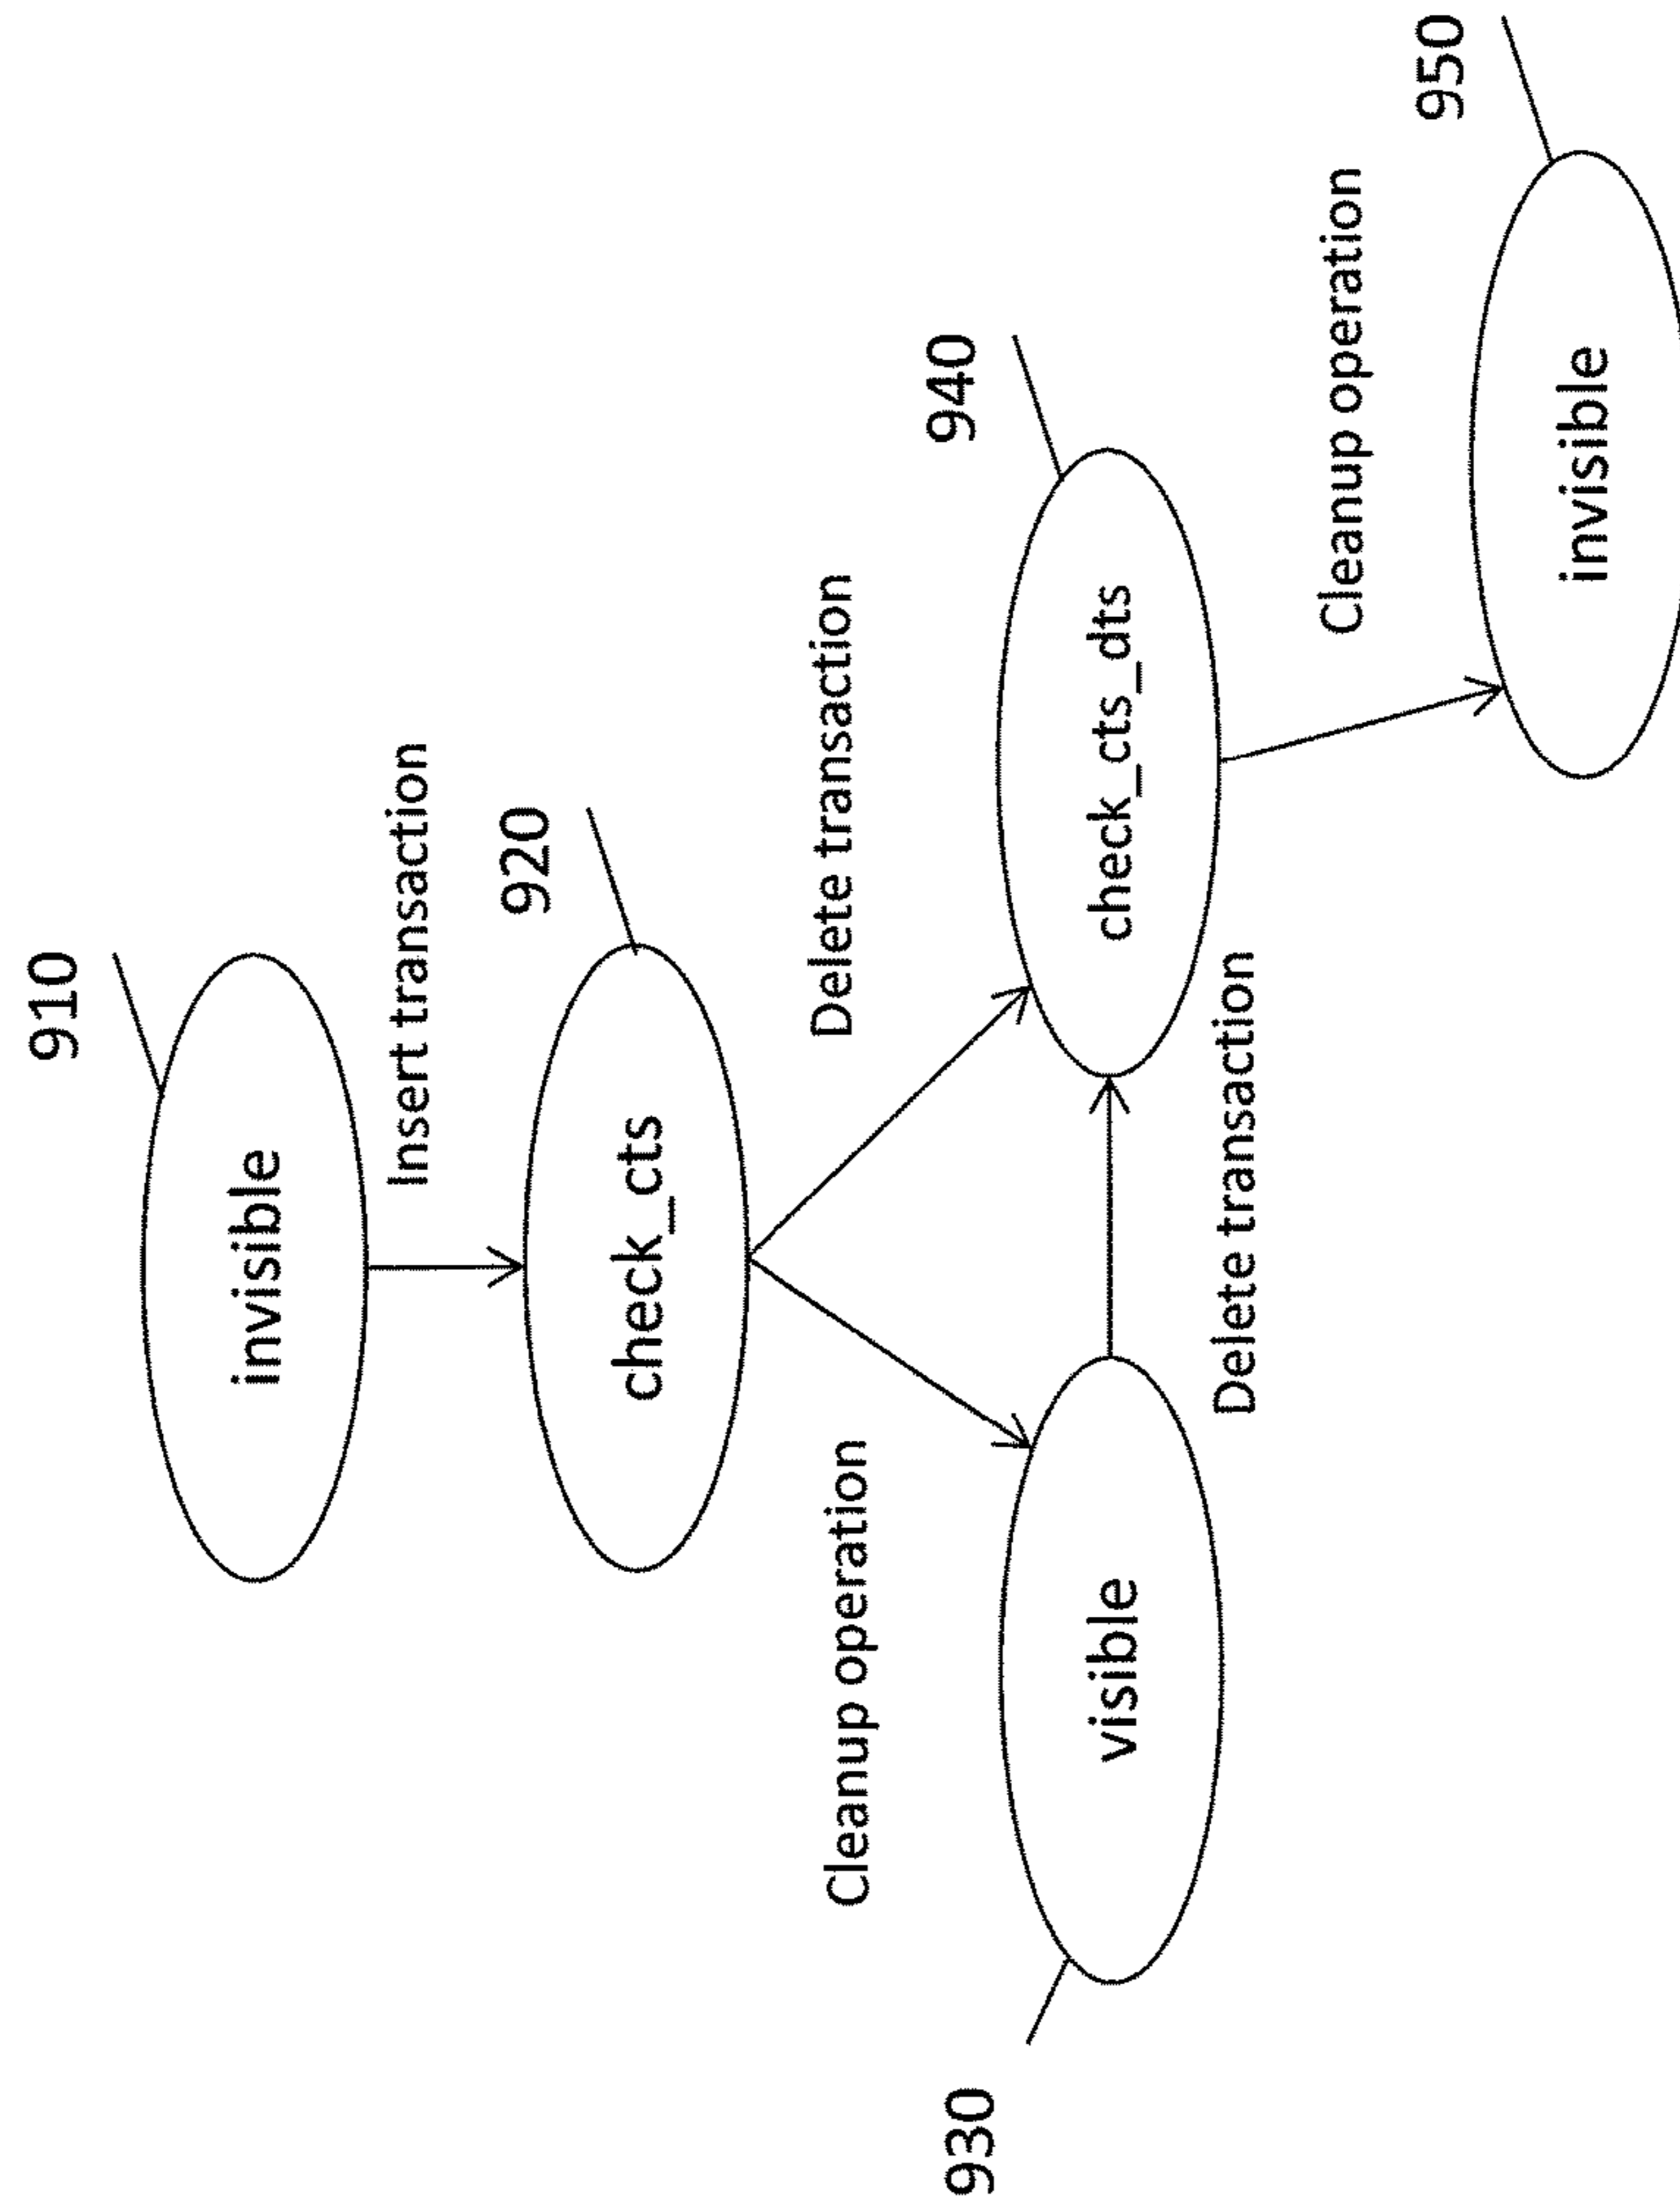 910
invisible
Insert transaction
920
check_cts
Cleanup operation
Delete transaction
930
visible
940
check_cts_dts
Delete transaction
Cleanup operation
950
invisible